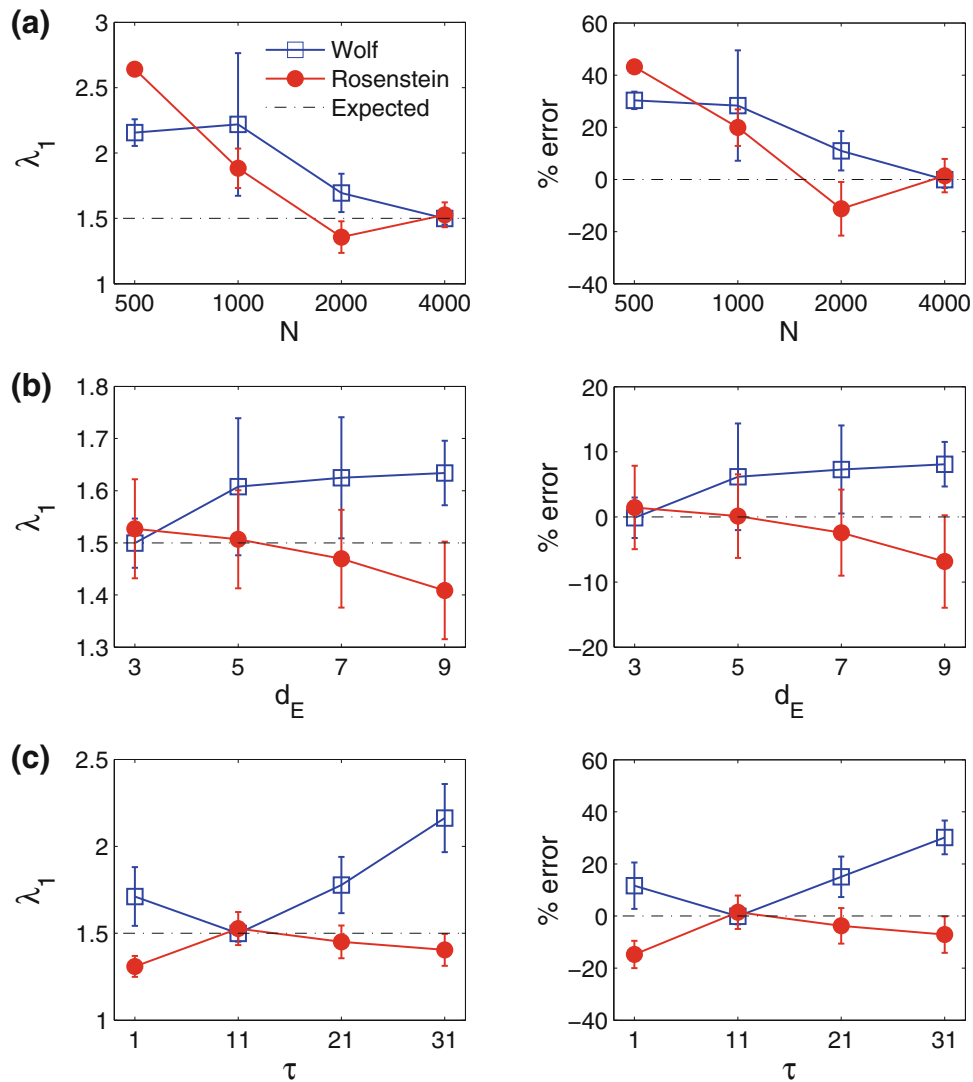 (a)
3
2.5
2
1.5
1
λ1
500 1000 2000 4000
N
Wolf
Rosenstein
Expected
60
40
20
0
−20
−40
% error
500 1000 2000 4000
N
(b)
1.8
1.7
1.6
1.5
1.4
1.3
λ1
3 5 7 9
dE
20
10
0
−10
−20
% error
3 5 7 9
dE
(c)
2.5
2
1.5
1
λ1
1 11 21 31
τ
60
40
20
0
−20
−40
% error
1 11 21 31
τ